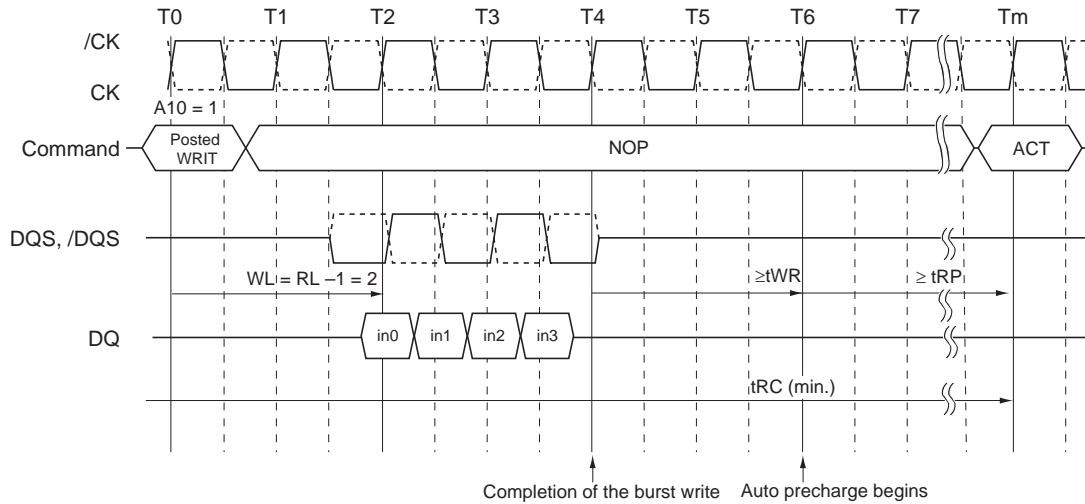 T0 T1 T2 T3 T4 T5 T6 T7 Tm
/CK
CK
A10 = 1
Command
Posted
WRIT
NOP
ACT
DQS, /DQS
WL = RL –1 = 2
≥tWR
≥ tRP
DQ
in0 in1 in2 in3
tRC (min.)
Completion of the burst write
Auto precharge begins